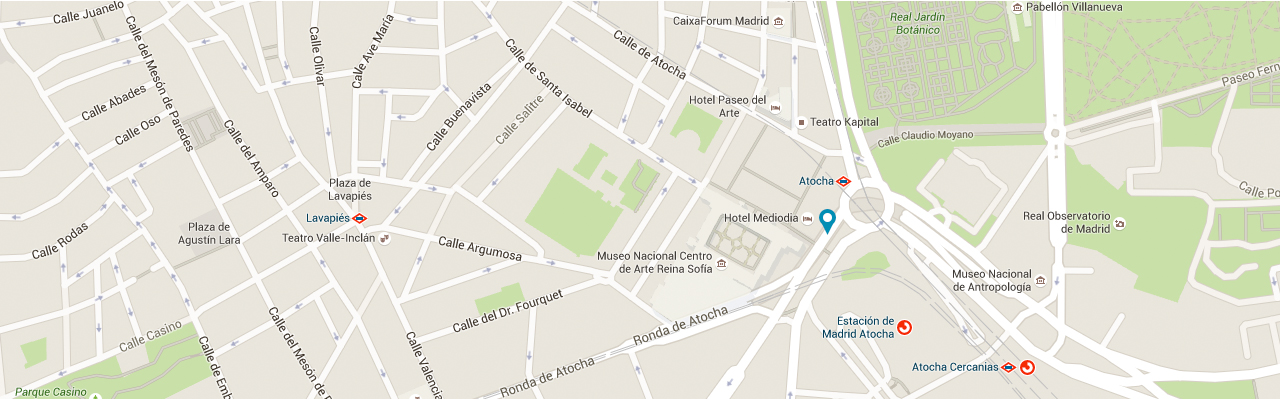 Calle Juanelo
Calle del Mesón de Paredes
Calle Olivar
Calle Ave María
CaixaForum Madrid
Real Jardín
Botánico
Pabellón Villanueva
Calle de Atocha
Calle de Santa Isabel
Paseo Fern
Calle Abades
Calle Oso
Calle Buenavista
Calle Salitre
Hotel Paseo del
Arte
Teatro Kapital
Calle Claudio Moyano
Calle del Amparo
Plaza de
Lavapiés
Atocha
Calle Po
Lavapiés
Hotel Mediodia
Real Observatorio
de Madrid
Plaza de
Agustín Lara
Teatro Valle-Inclán
Calle Rodas
Calle Argumosa
Museo Nacional Centro
de Arte Reina Sofía
Museo Nacional
de Antropología
Calle del Dr. Fourquet
Ronda de Atocha
Estación de
Madrid Atocha
Calle Casino
Calle de Emb
Calle del Mesón de P
Calle Valencia
Ronda de Atocha
Atocha Cercanias
Parque Casino